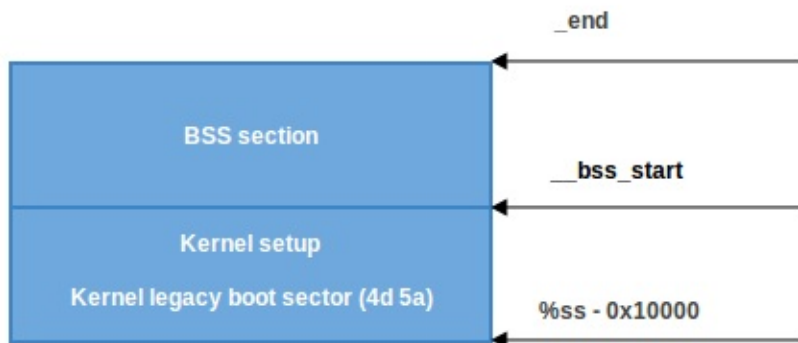 _end
BSS section
__bss_start
Kernel setup
Kernel legacy boot sector (4d 5a)
%ss - 0x10000